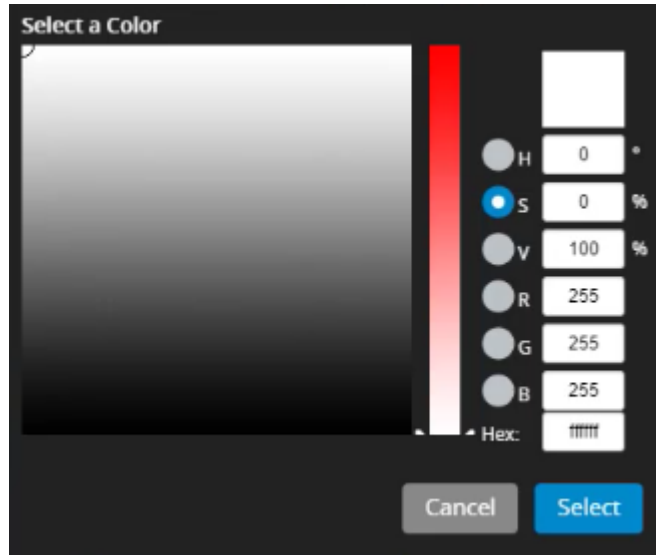 Select a Color
H 0 °
S 0 %
V 100 %
R 255
G 255
B 255
Hex: ffffff
Cancel Select